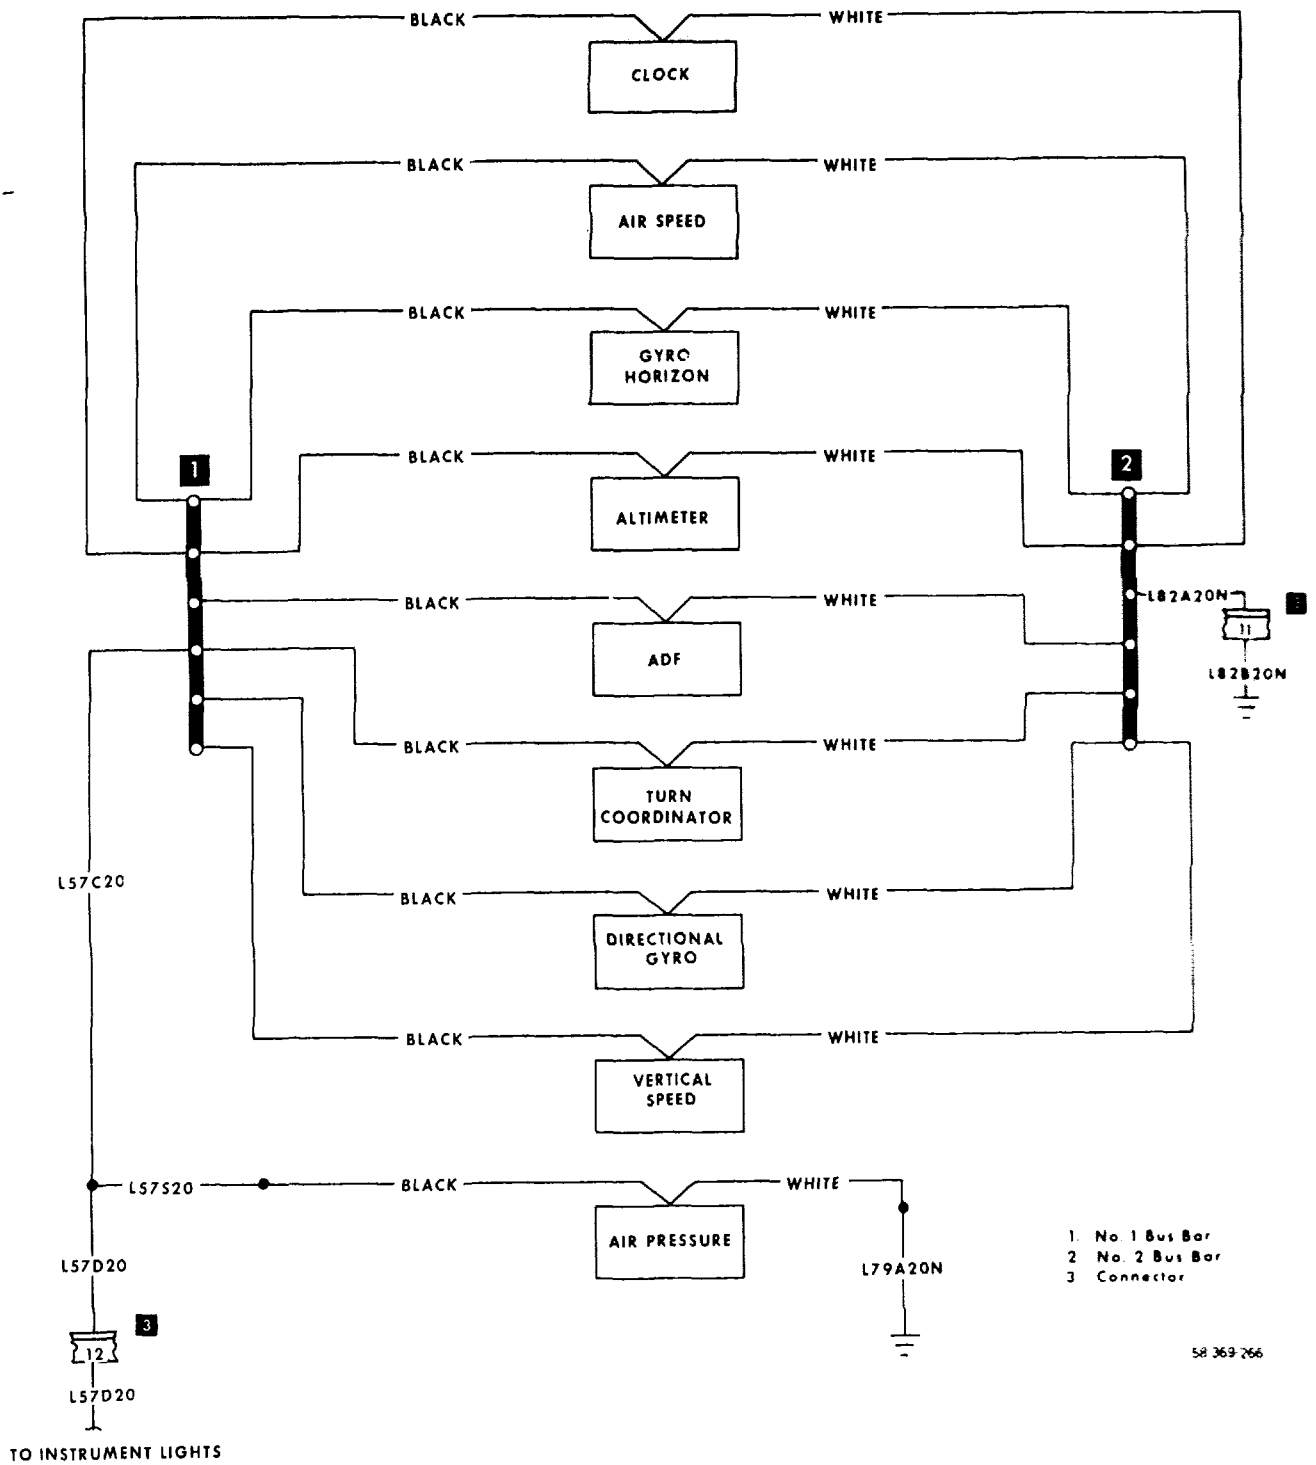 BLACK WHITE
CLOCK
BLACK WHITE
AIR SPEED
BLACK WHITE
GYRO
HORIZON
BLACK WHITE
1
2
ALTIMETER
BLACK WHITE
L82A20N
11
ADF
L82B20N
BLACK WHITE
TURN
COORDINATOR
L57C20
BLACK WHITE
DIRECTIONAL
GYRO
BLACK WHITE
VERTICAL
SPEED
L57S20 BLACK WHITE
AIR PRESSURE
L57D20
L79A20N
1. No. 1 Bus Bar
2 No. 2 Bus Bar
3 Connector
3
12
58 369 266
L57D20
TO INSTRUMENT LIGHTS